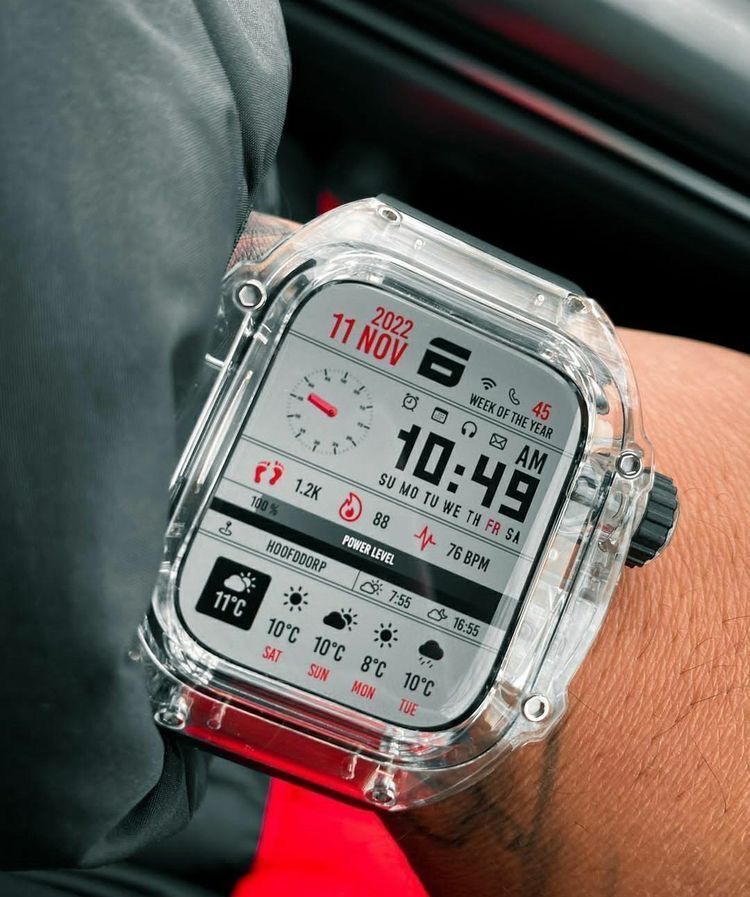 2022
11 NOV
6
45
WEEK OF THE YEAR
AM
10:49
SU MO TU WE TH FR SA
1.2K
88
76 BPM
100 %
POWER LEVEL
HOOFDDORP
7:55
16:55
11°C
10°C
10°C
8°C
10°C
SAT
SUN
MON
TUE